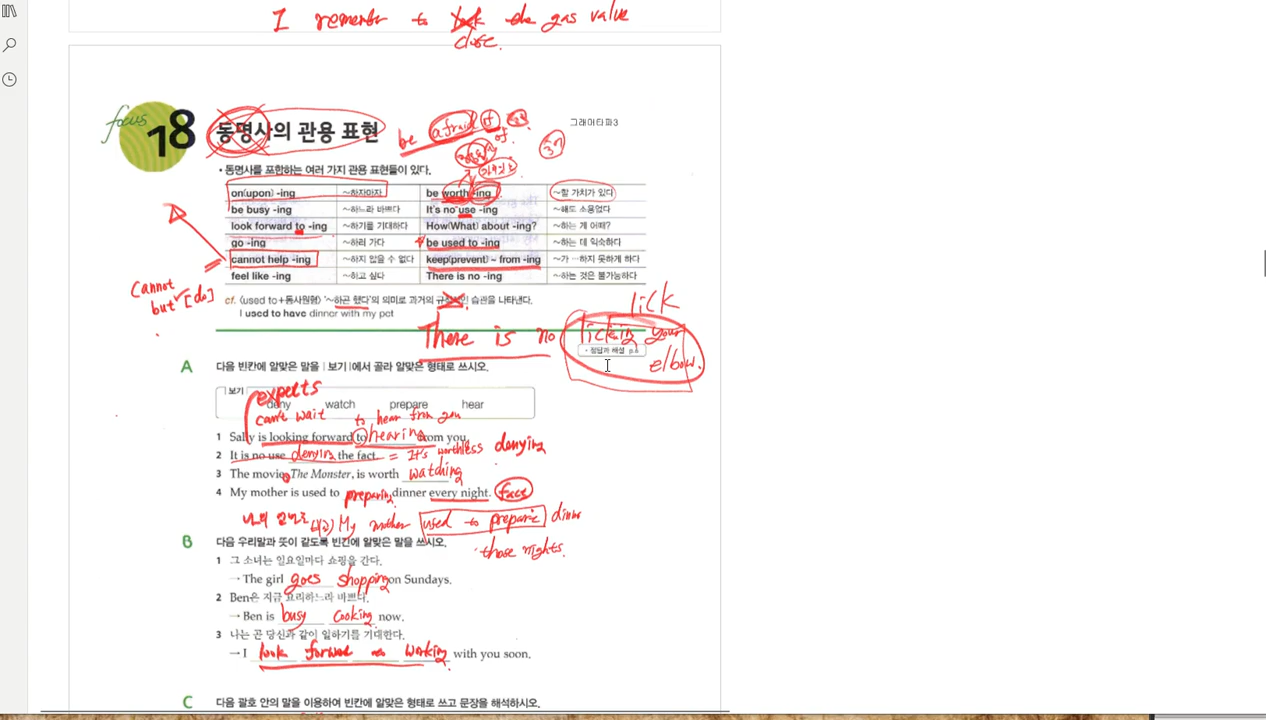 I remember to lock the gas value
close.
focus
18 동명사의 관용 표현
be afraid of
of
그래머타파3
• 동명사를 포함하는 여러 가지 관용 표현들이 있다.
on(upon) -ing ~하자마자 be worth -ing ~할 가치가 있다
be busy -ing ~하느라 바쁘다 It's no use -ing ~해도 소용없다
look forward to -ing ~하기를 기대하다 How(What) about -ing? ~하는 게 어때?
go -ing ~하러 가다 be used to -ing ~하는 데 익숙하다
cannot help -ing ~하지 않을 수 없다 keep(prevent) ~ from -ing ~가 …하지 못하게 하다
feel like -ing ~하고 싶다 There is no -ing ~하는 것은 불가능하다
cannot
but [do]
cf. (used to+동사원형) '~하곤 했다'의 의미로 과거의 규칙적인 습관을 나타낸다.
I used to have dinner with my pet
lick
There is no licking your
elbow.
• 정답과 해설 p.6
A 다음 빈칸에 알맞은 말을 | 보기 |에서 골라 알맞은 형태로 쓰시오.
보기
expects
deny watch prepare hear
can't wait to hear from you
1 Sally is looking forward to hearing from you.
2 It is no use denying the fact. = It's worthless denying
3 The movie, The Monster, is worth watching
4 My mother is used to preparing dinner every night. fact
나의 엄마는 My mother used to prepare dinner
those nights.
B 다음 우리말과 뜻이 같도록 빈칸에 알맞은 말을 쓰시오.
1 그 소녀는 일요일마다 쇼핑을 간다.
→ The girl goes shopping on Sundays.
2 Ben은 지금 요리하느라 바쁘다.
→ Ben is busy cooking now.
3 나는 곧 당신과 같이 일하기를 기대한다.
→ I look forward to working with you soon.
C 다음 괄호 안의 말을 이용하여 빈칸에 알맞은 형태로 쓰고 문장을 해석하시오.